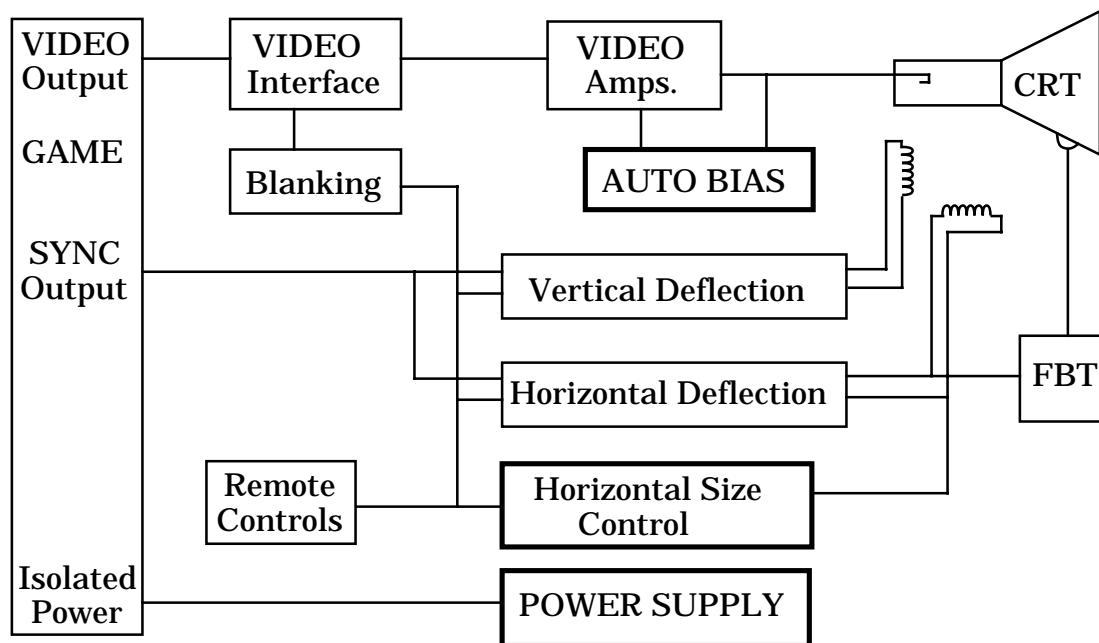 VIDEO
Output
GAME
SYNC
Output
Isolated
Power
VIDEO
Interface
Blanking
VIDEO
Amps.
AUTO BIAS
CRT
Vertical Deflection
Horizontal Deflection
FBT
Remote
Controls
Horizontal Size
Control
POWER SUPPLY